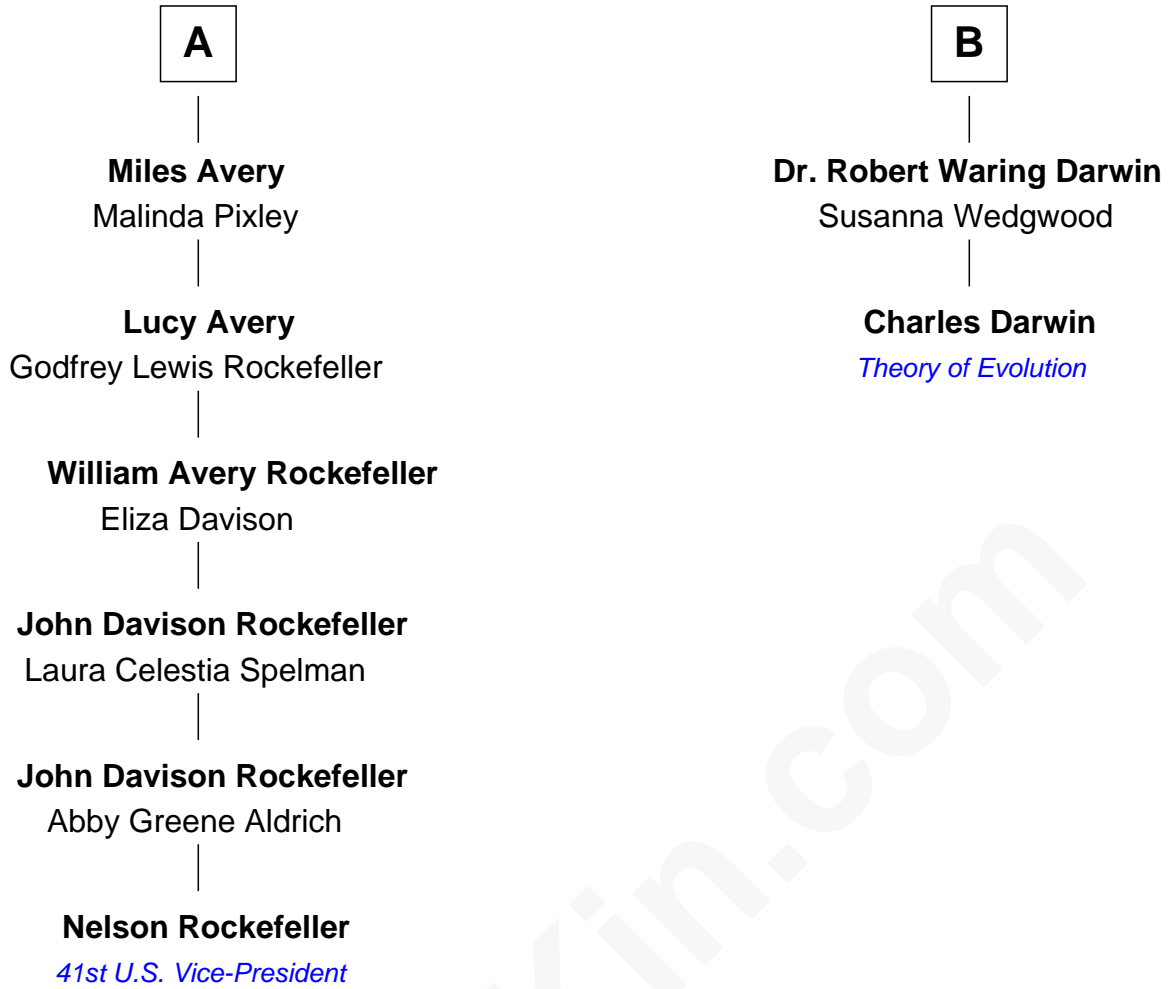 A
Miles Avery
Malinda Pixley
Lucy Avery
Godfrey Lewis Rockefeller
William Avery Rockefeller
Eliza Davison
John Davison Rockefeller
Laura Celestia Spelman
John Davison Rockefeller
Abby Greene Aldrich
Nelson Rockefeller
41st U.S. Vice-President
B
Dr. Robert Waring Darwin
Susanna Wedgwood
Charles Darwin
Theory of Evolution
Kin.com